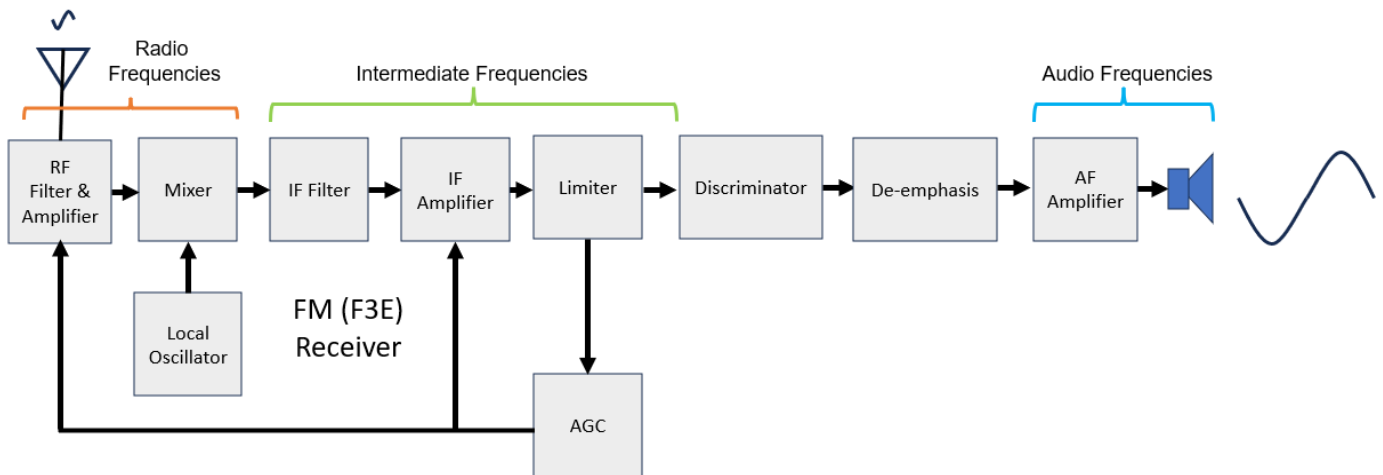 Radio
Frequencies
Intermediate Frequencies
Audio Frequencies
RF
Filter &
Amplifier
Mixer
IF Filter
IF
Amplifier
Limiter
Discriminator
De-emphasis
AF
Amplifier
Local
Oscillator
FM (F3E)
Receiver
AGC